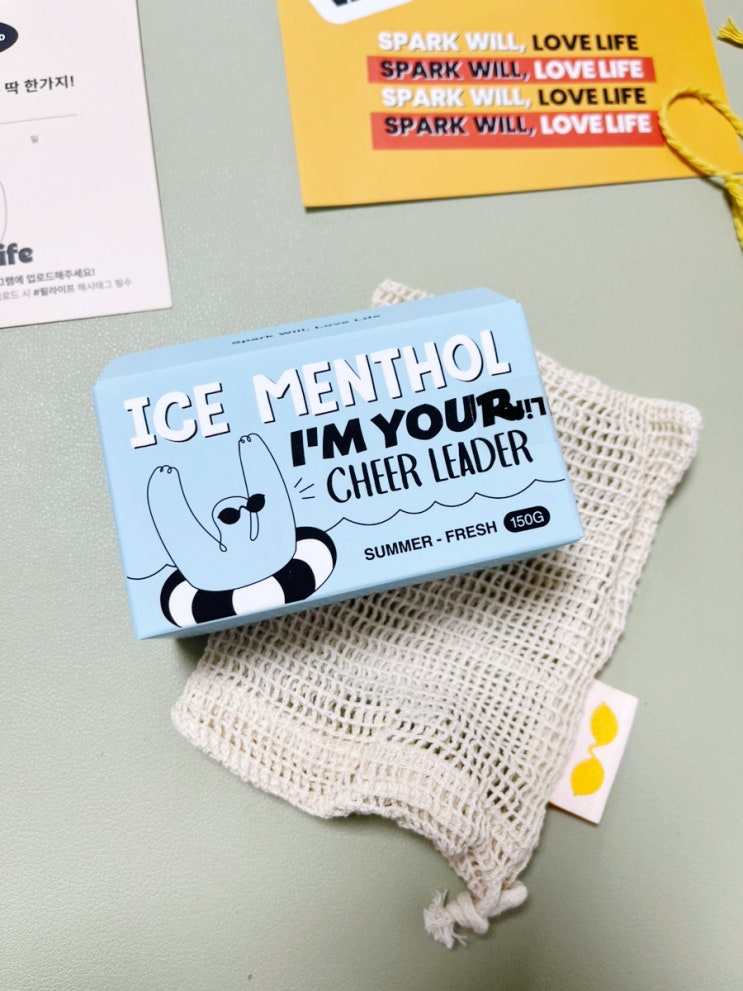 딱 한가지!
일
ife
그램에 업로드해주세요!
로드 시 #윌라이프 해시태그 필수
SPARK WILL, LOVE LIFE
SPARK WILL, LOVE LIFE
SPARK WILL, LOVE LIFE
SPARK WILL, LOVE LIFE
Spark Will, Love Life
ICE MENTHOL
I'M YOUR
CHEER LEADER
SUMMER - FRESH 150G